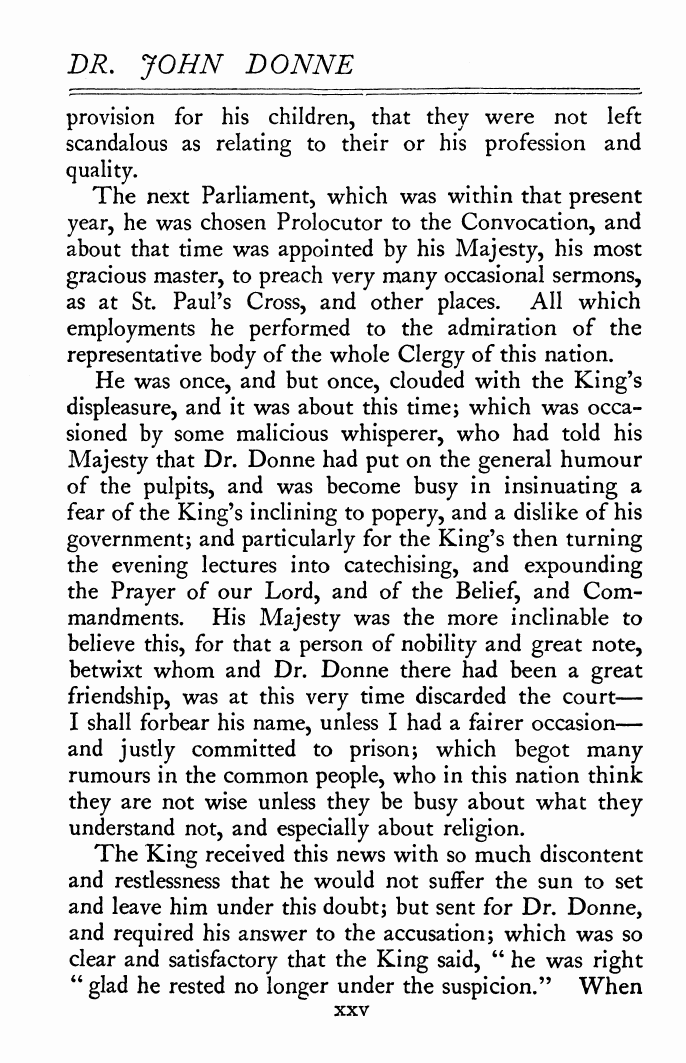 DR. JOHN DONNE
provision for his children, that they were not left
scandalous as relating to their or his profession and
quality.
The next Parliament, which was within that present
year, he was chosen Prolocutor to the Convocation, and
about that time was appointed by his Majesty, his most
gracious master, to preach very many occasional sermons,
as at St. Paul's Cross, and other places. All which
employments he performed to the admiration of the
representative body of the whole Clergy of this nation.
He was once, and but once, clouded with the King's
displeasure, and it was about this time; which was occa-
sioned by some malicious whisperer, who had told his
Majesty that Dr. Donne had put on the general humour
of the pulpits, and was become busy in insinuating a
fear of the King's inclining to popery, and a dislike of his
government; and particularly for the King's then turning
the evening lectures into catechising, and expounding
the Prayer of our Lord, and of the Belief, and Com-
mandments. His Majesty was the more inclinable to
believe this, for that a person of nobility and great note,
betwixt whom and Dr. Donne there had been a great
friendship, was at this very time discarded the court—
I shall forbear his name, unless I had a fairer occasion—
and justly committed to prison; which begot many
rumours in the common people, who in this nation think
they are not wise unless they be busy about what they
understand not, and especially about religion.
The King received this news with so much discontent
and restlessness that he would not suffer the sun to set
and leave him under this doubt; but sent for Dr. Donne,
and required his answer to the accusation; which was so
clear and satisfactory that the King said, " he was right
" glad he rested no longer under the suspicion." When
xxv